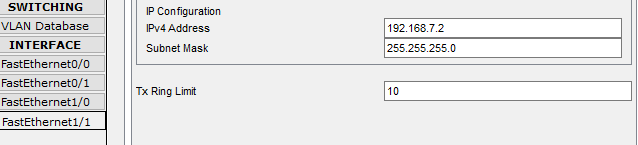 SWITCHING
VLAN Database
INTERFACE
FastEthernet0/0
FastEthernet0/1
FastEthernet1/0
FastEthernet1/1
IP Configuration
IPv4 Address 192.168.7.2
Subnet Mask 255.255.255.0
Tx Ring Limit 10